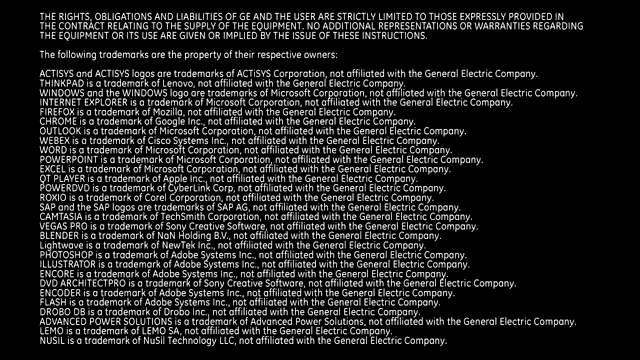 THE RIGHTS, OBLIGATIONS AND LIABILITIES OF GE AND THE USER ARE STRICTLY LIMITED TO THOSE EXPRESSLY PROVIDED IN
THE CONTRACT RELATING TO THE SUPPLY OF THE EQUIPMENT. NO ADDITIONAL REPRESENTATIONS OR WARRANTIES REGARDING
THE EQUIPMENT OR ITS USE ARE GIVEN OR IMPLIED BY THE ISSUE OF THESE INSTRUCTIONS.
The following trademarks are the property of their respective owners:
ACTISYS and ACTISYS logos are trademarks of ACTiSYS Corporation, not affiliated with the General Electric Company.
THINKPAD is a trademark of Lenovo, not affiliated with the General Electric Company.
WINDOWS and the WINDOWS logo are trademarks of Microsoft Corporation, not affiliated with the General Electric Company.
INTERNET EXPLORER is a trademark of Microsoft Corporation, not affiliated with the General Electric Company.
FIREFOX is a trademark of Mozilla, not affiliated with the General Electric Company.
CHROME is a trademark of Google Inc., not affiliated with the General Electric Company.
OUTLOOK is a trademark of Microsoft Corporation, not affiliated with the General Electric Company.
WEBEX is a trademark of Cisco Systems Inc., not affiliated with the General Electric Company.
WORD is a trademark of Microsoft Corporation, not affiliated with the General Electric Company.
POWERPOINT is a trademark of Microsoft Corporation, not affiliated with the General Electric Company.
EXCEL is a trademark of Microsoft Corporation, not affiliated with the General Electric Company.
QT PLAYER is a trademark of Apple Inc., not affiliated with the General Electric Company.
POWERDVD is a trademark of CyberLink Corp, not affiliated with the General Electric Company.
ROXIO is a trademark of Corel Corporation, not affiliated with the General Electric Company.
SAP and the SAP logos are trademarks of SAP AG, not affiliated with the General Electric Company.
CAMTASIA is a trademark of TechSmith Corporation, not affiliated with the General Electric Company.
VEGAS PRO is a trademark of Sony Creative Software, not affiliated with the General Electric Company.
BLENDER is a trademark of NaN Holding B.V., not affiliated with the General Electric Company.
Lightwave is a trademark of NewTek Inc., not affiliated with the General Electric Company.
PHOTOSHOP is a trademark of Adobe Systems Inc., not affiliated with the General Electric Company.
ILLUSTRATOR is a trademark of Adobe Systems Inc., not affiliated with the General Electric Company.
ENCORE is a trademark of Adobe Systems Inc., not affiliated with the General Electric Company.
DVD ARCHITECTPRO is a trademark of Sony Creative Software, not affiliated with the General Electric Company.
ENCODER is a trademark of Adobe Systems Inc., not affiliated with the General Electric Company.
FLASH is a trademark of Adobe Systems Inc., not affiliated with the General Electric Company.
DROBO DB is a trademark of Drobo Inc., not affiliated with the General Electric Company.
ADVANCED POWER SOLUTIONS is a trademark of Advanced Power Solutions, not affiliated with the General Electric Company.
LEMO is a trademark of LEMO SA, not affiliated with the General Electric Company.
NUSIL is a trademark of NuSil Technology LLC, not affiliated with the General Electric Company.